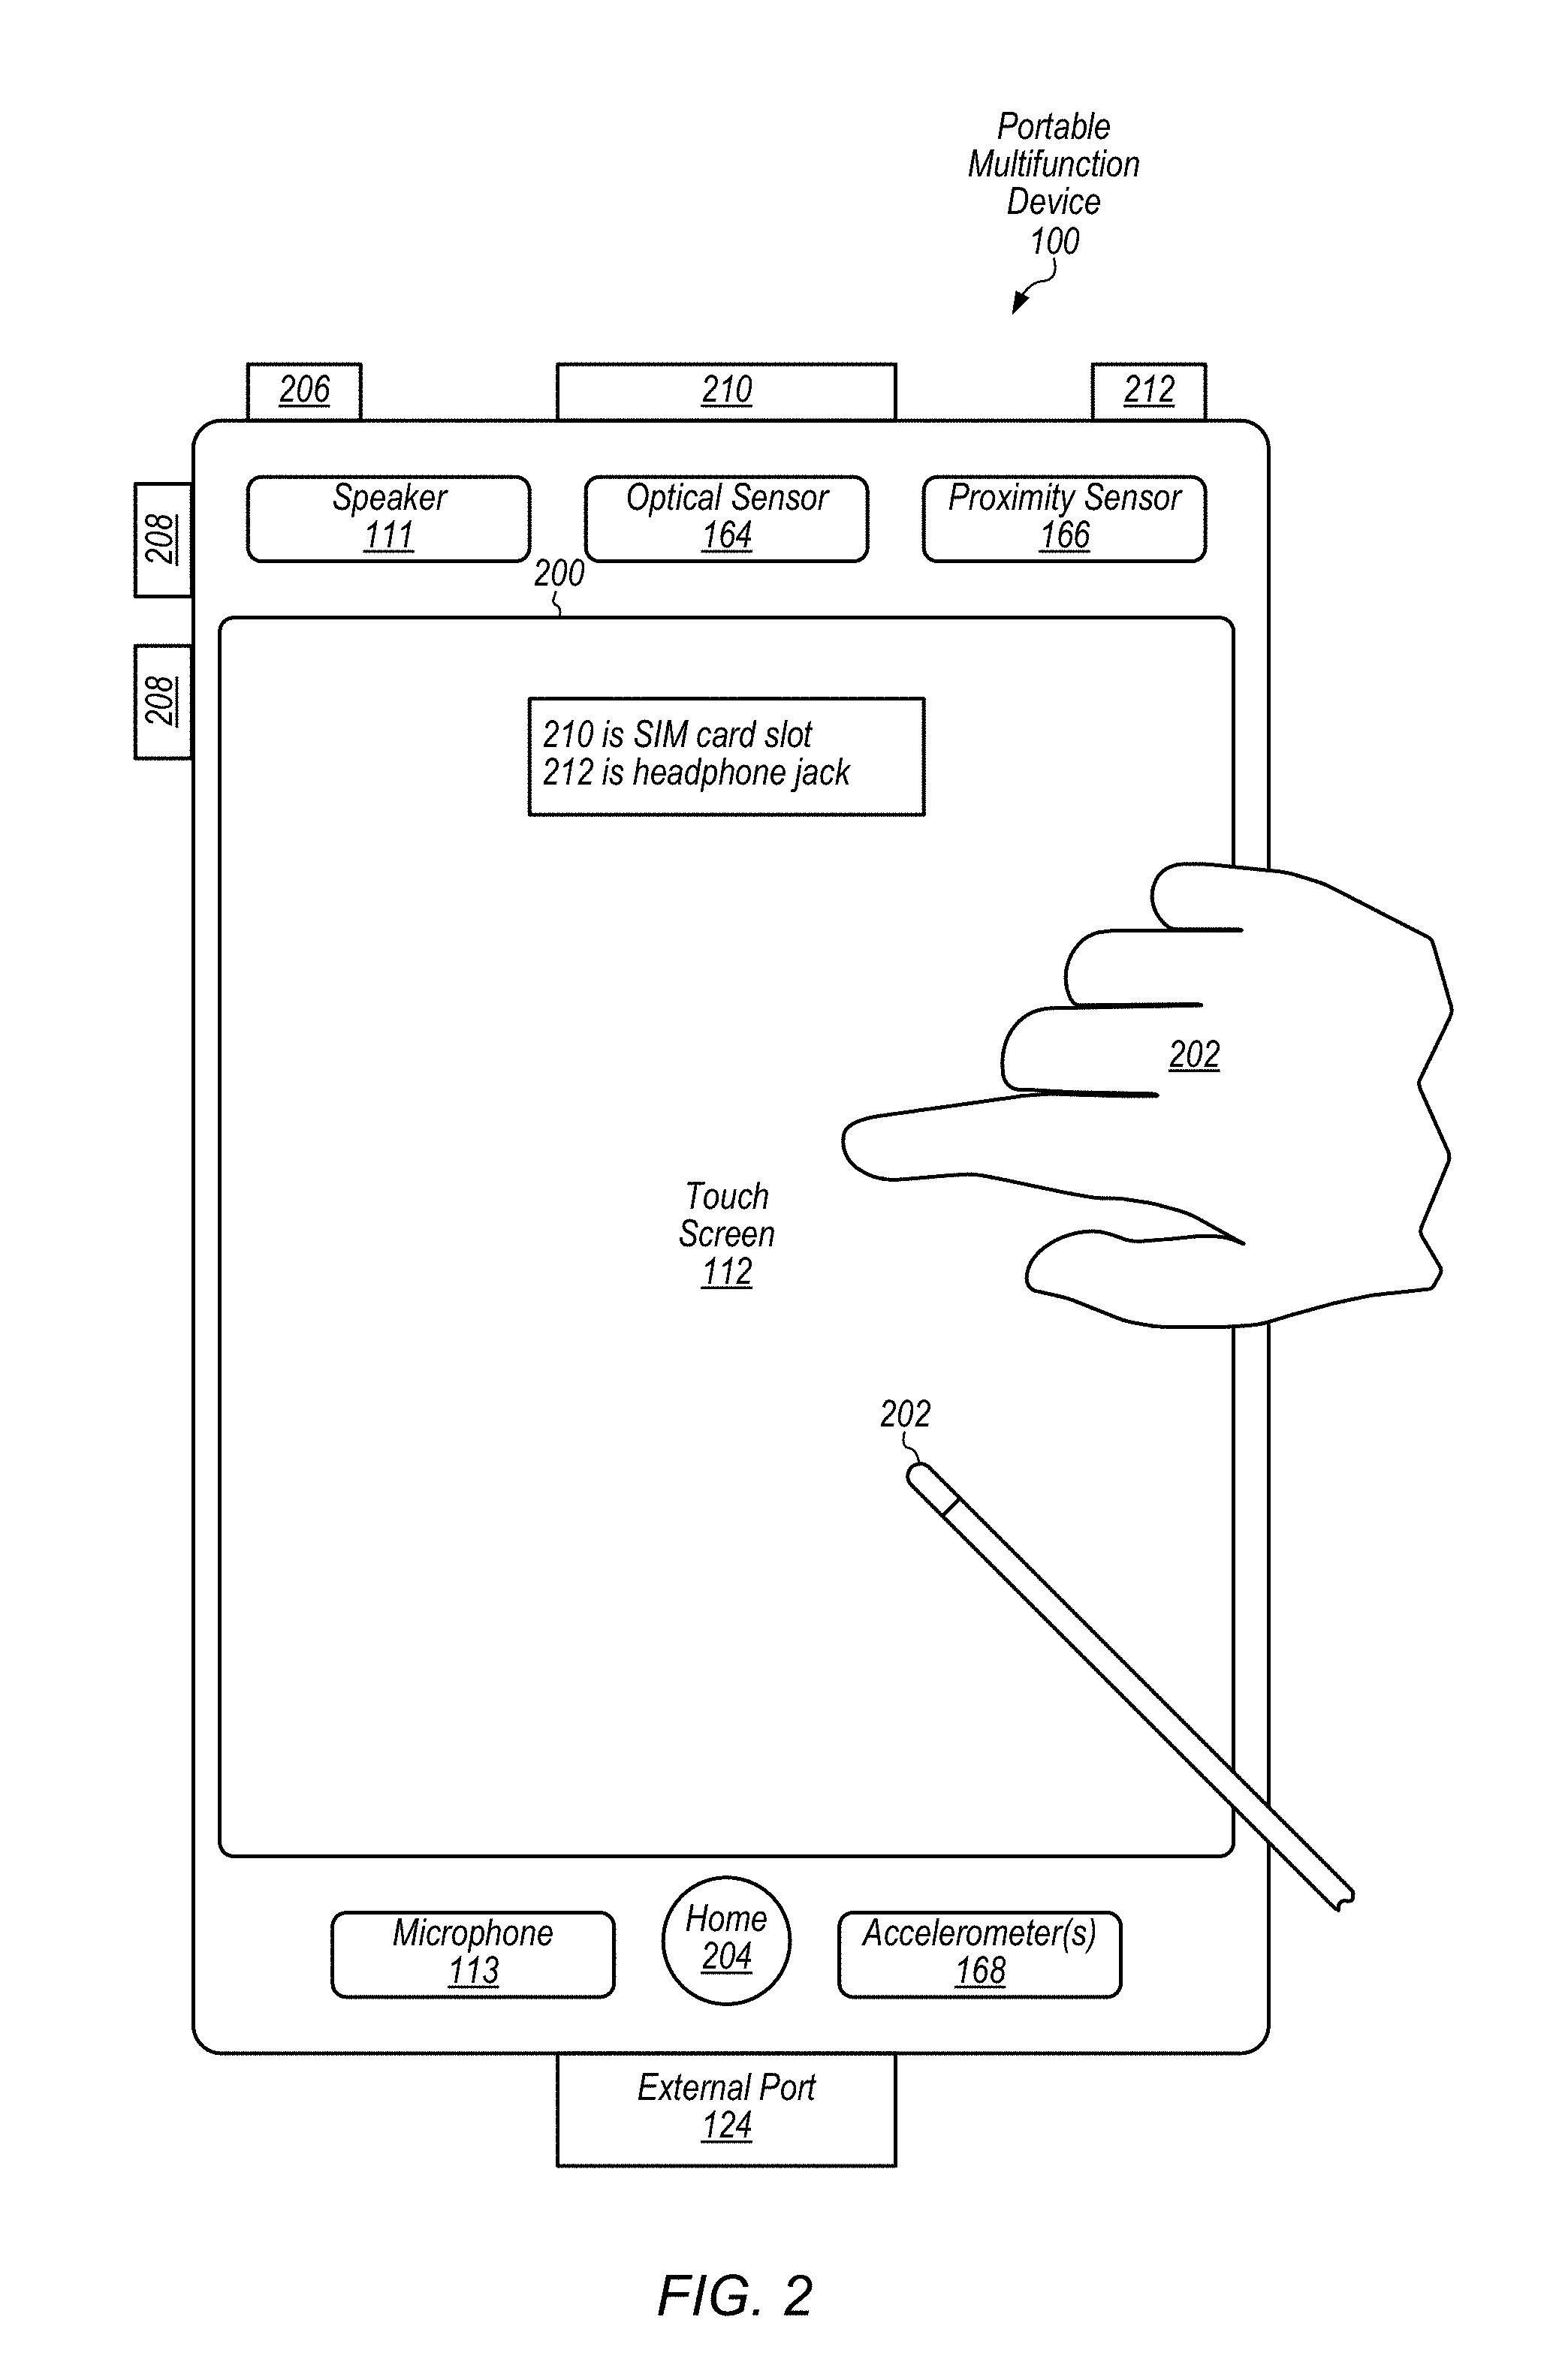 Portable
Multifunction
Device
100
206
210
212
Speaker
111
Optical Sensor
164
Proximity Sensor
166
208
200
208
210 is SIM card slot
212 is headphone jack
202
Touch
Screen
112
202
Microphone
113
Home
204
Accelerometer(s)
168
External Port
124
FIG. 2